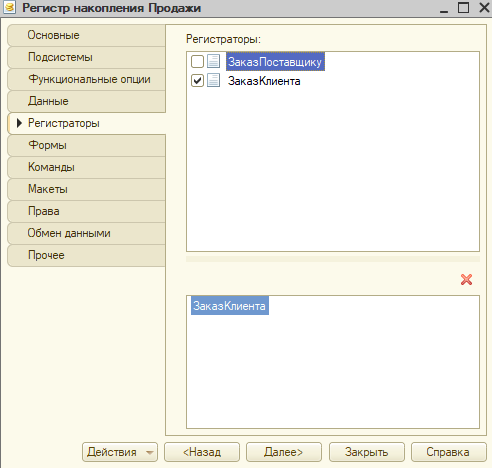 Регистр накопления Продажи
Основные
Подсистемы
Функциональные опции
Данные
Регистраторы
Формы
Команды
Макеты
Права
Обмен данными
Прочее
Регистраторы:
ЗаказПоставщику
ЗаказКлиента
ЗаказКлиента
Действия
<Назад
Далее>
Закрыть
Справка